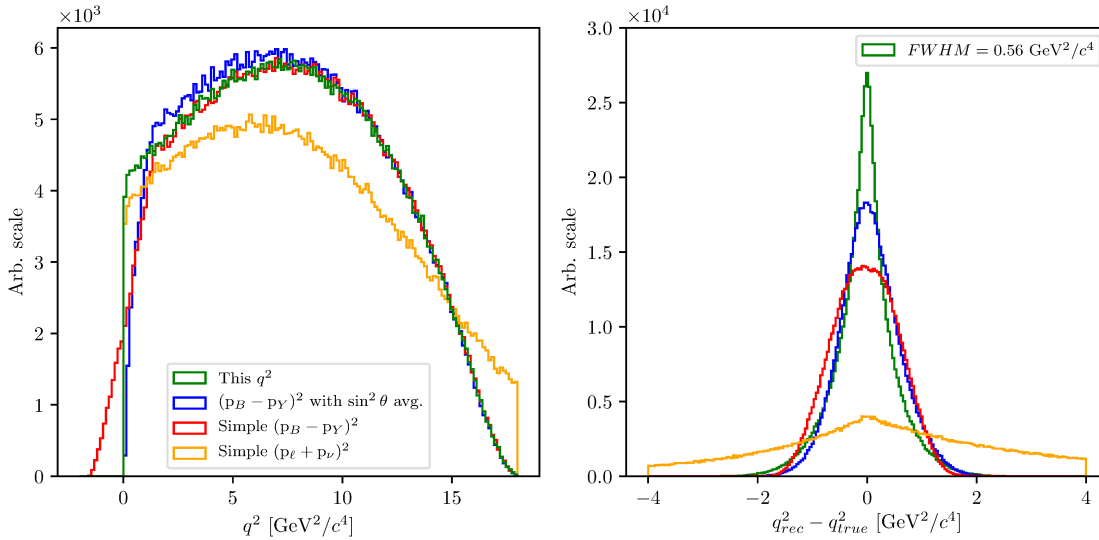 ×10³
Arb. scale
6
5
4
3
2
1
0
This q²
(p_B − p_Y)² with sin² θ avg.
Simple (p_B − p_Y)²
Simple (p_ℓ + p_ν)²
0 5 10 15
q² [GeV²/c⁴]
×10⁴
Arb. scale
3.0
2.5
2.0
1.5
1.0
0.5
0.0
FWHM = 0.56 GeV²/c⁴
−4 −2 0 2 4
q²_rec − q²_true [GeV²/c⁴]